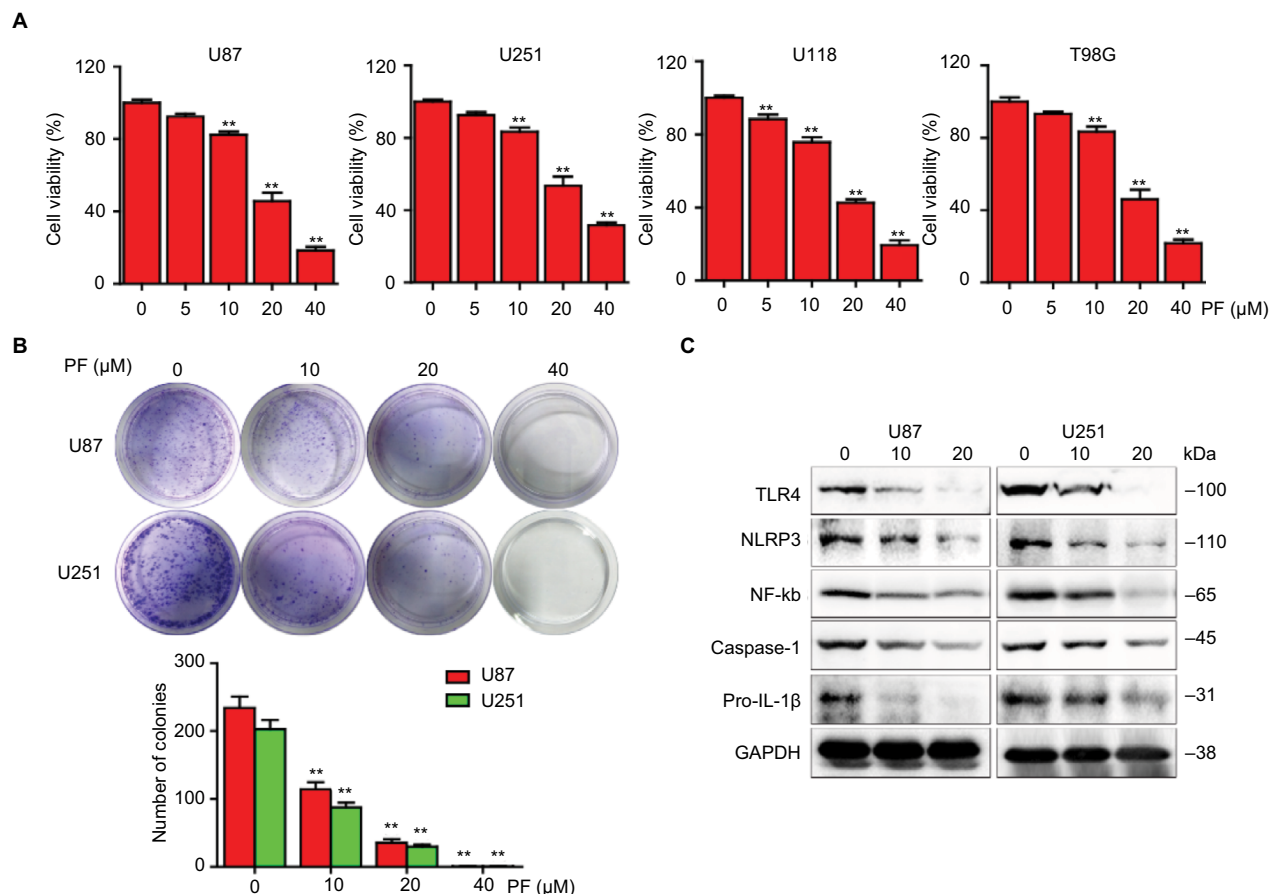 A
U87
Cell viability (%)
120
80
40
0
**
**
**
0 5 10 20 40
U251
Cell viability (%)
120
80
40
0
**
**
**
0 5 10 20 40
U118
Cell viability (%)
120
80
40
0
**
**
**
**
0 5 10 20 40
T98G
Cell viability (%)
120
80
40
0
**
**
**
0 5 10 20 40 PF (µM)
B
PF (µM) 0 10 20 40
U87
U251
Number of colonies
300
200
100
0
U87
U251
** **
** **
** **
0 10 20 40 PF (µM)
C
U87 U251
0 10 20 0 10 20 kDa
TLR4 –100
NLRP3 –110
NF-kb –65
Caspase-1 –45
Pro-IL-1β –31
GAPDH –38